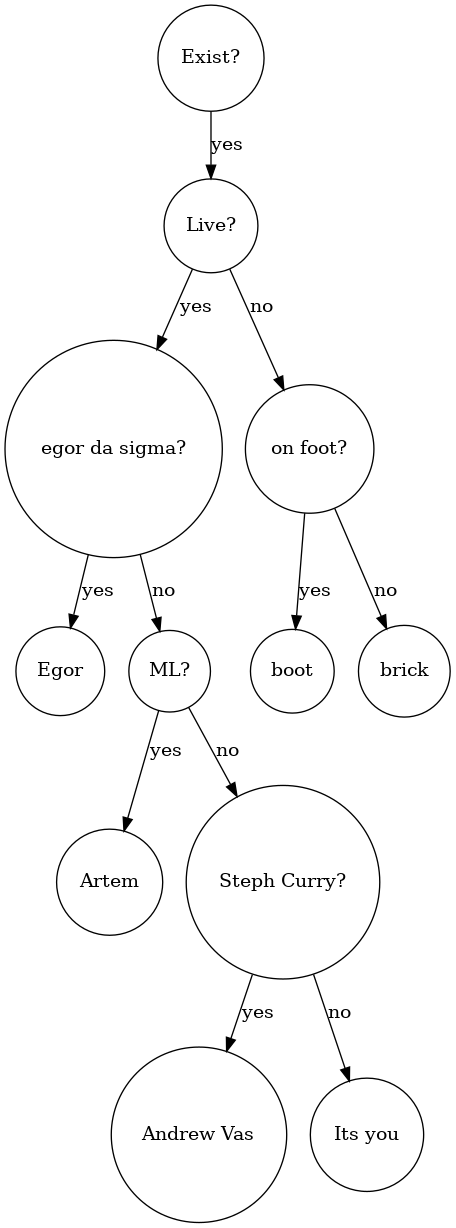 Exist?
yes
Live?
yes
no
egor da sigma?
on foot?
yes
no
yes
no
Egor
ML?
boot
brick
yes
no
Artem
Steph Curry?
yes
no
Andrew Vas
Its you